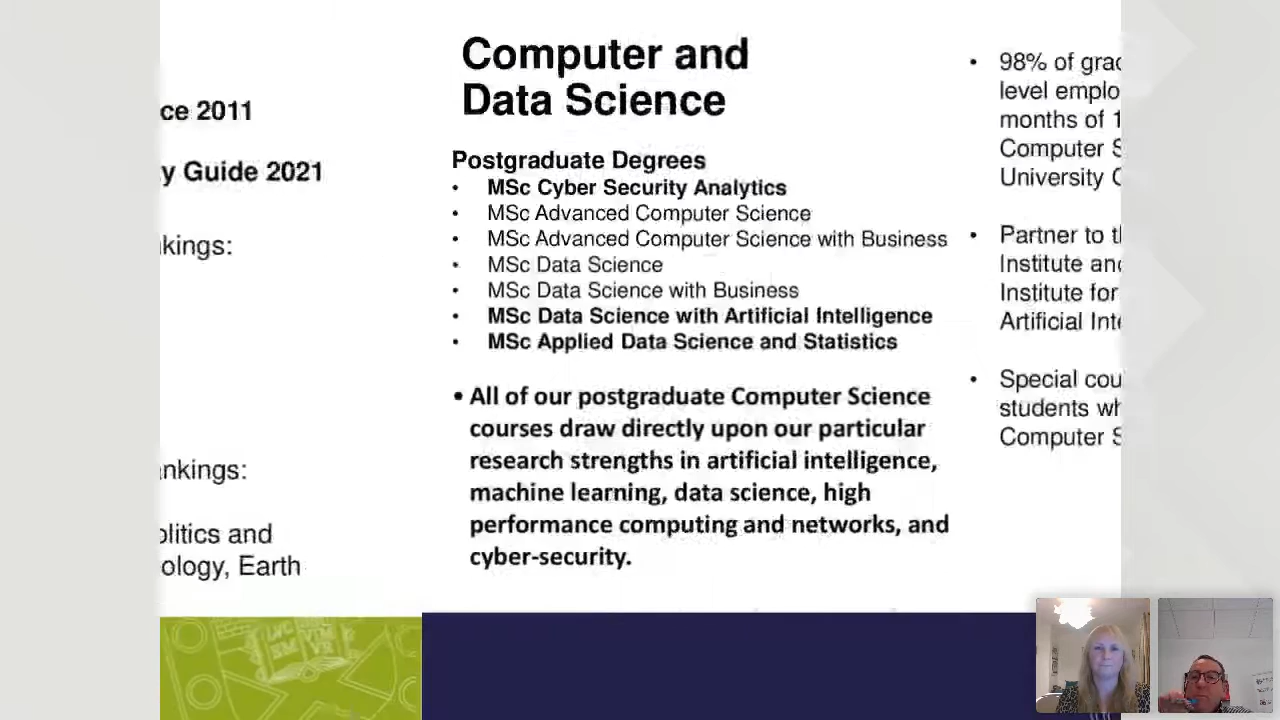 ce 2011
y Guide 2021
kings:
nkings:
olitics and
ology, Earth
Computer and
Data Science
Postgraduate Degrees
• MSc Cyber Security Analytics
• MSc Advanced Computer Science
• MSc Advanced Computer Science with Business
• MSc Data Science
• MSc Data Science with Business
• MSc Data Science with Artificial Intelligence
• MSc Applied Data Science and Statistics
• All of our postgraduate Computer Science
courses draw directly upon our particular
research strengths in artificial intelligence,
machine learning, data science, high
performance computing and networks, and
cyber-security.
• 98% of grad
level emplo
months of 1
Computer S
University
• Partner to t
Institute and
Institute for
Artificial Inte
• Special cou
students wh
Computer S